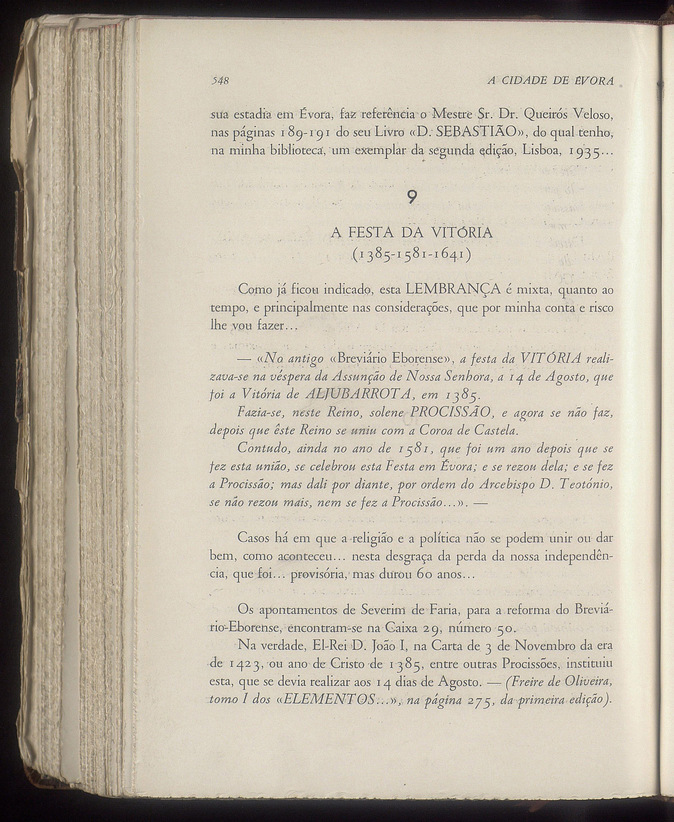 548
A CIDADE DE ÉVORA
sua estadia em Évora, faz referência o Mestre Sr. Dr. Queirós Veloso,
nas páginas 189-191 do seu Livro «D. SEBASTIÃO», do qual tenho,
na minha biblioteca, um exemplar da segunda edição, Lisboa, 1935...
9
A FESTA DA VITÓRIA
(1385-1581-1641)
Como já ficou indicado, esta LEMBRANÇA é mixta, quanto ao
tempo, e principalmente nas considerações, que por minha conta e risco
lhe vou fazer...
— «No antigo «Breviário Eborense», a festa da VITÓRIA reali-
zava-se na véspera da Assunção de Nossa Senhora, a 14 de Agosto, que
foi a Vitória de ALJUBARROTA, em 1385.
Fazia-se, neste Reino, solene PROCISSÃO, e agora se não faz,
depois que êste Reino se uniu com a Coroa de Castela.
Contudo, ainda no ano de 1581, que foi um ano depois que se
fez esta união, se celebrou esta Festa em Évora; e se rezou dela; e se fez
a Procissão; mas dali por diante, por ordem do Arcebispo D. Teotónio,
se não rezou mais, nem se fez a Procissão...». —
Casos há em que a religião e a política não se podem unir ou dar
bem, como aconteceu... nesta desgraça da perda da nossa independên-
cia, que foi... provisória, mas durou 60 anos...
Os apontamentos de Severim de Faria, para a reforma do Breviá-
rio-Eborense, encontram-se na Caixa 29, número 50.
Na verdade, El-Rei D. João I, na Carta de 3 de Novembro da era
de 1423, ou ano de Cristo de 1385, entre outras Procissões, instituiu
esta, que se devia realizar aos 14 dias de Agosto. — (Freire de Oliveira,
tomo I dos «ELEMENTOS...», na página 275, da primeira edição).